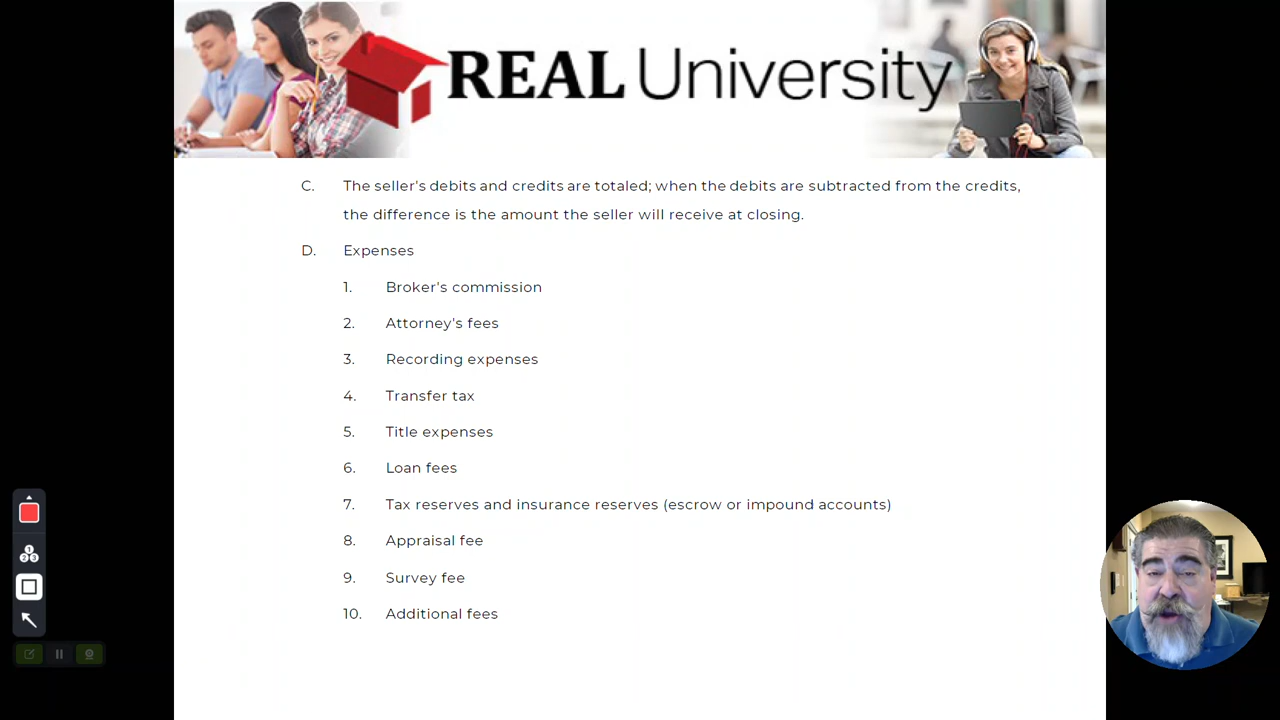 REAL University
C. The seller's debits and credits are totaled; when the debits are subtracted from the credits,
the difference is the amount the seller will receive at closing.
D. Expenses
1. Broker's commission
2. Attorney's fees
3. Recording expenses
4. Transfer tax
5. Title expenses
6. Loan fees
7. Tax reserves and insurance reserves (escrow or impound accounts)
8. Appraisal fee
9. Survey fee
10. Additional fees